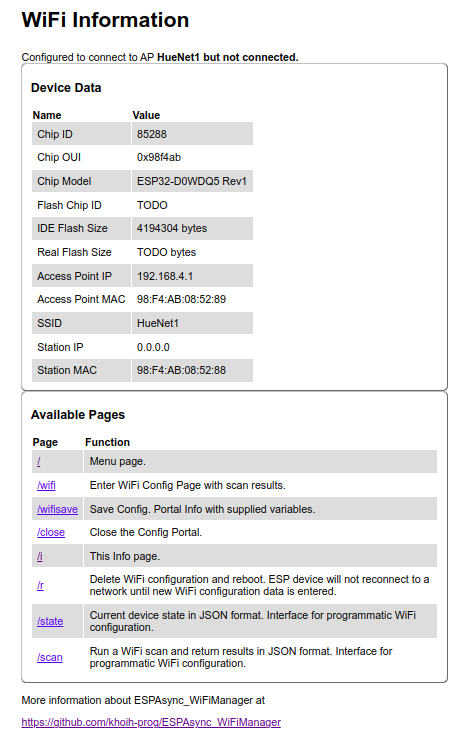 WiFi Information
Configured to connect to AP HueNet1 but not connected.
Device Data
Name Value
Chip ID 85288
Chip OUI 0x98f4ab
Chip Model ESP32-D0WDQ5 Rev1
Flash Chip ID TODO
IDE Flash Size 4194304 bytes
Real Flash Size TODO bytes
Access Point IP 192.168.4.1
Access Point MAC 98:F4:AB:08:52:89
SSID HueNet1
Station IP 0.0.0.0
Station MAC 98:F4:AB:08:52:88
Available Pages
Page Function
/ Menu page.
/wifi Enter WiFi Config Page with scan results.
/wifisave Save Config. Portal Info with supplied variables.
/close Close the Config Portal.
/i This Info page.
/r Delete WiFi configuration and reboot. ESP device will not reconnect to a
network until new WiFi configuration data is entered.
/state Current device state in JSON format. Interface for programmatic WiFi
configuration.
/scan Run a WiFi scan and return results in JSON format. Interface for
programmatic WiFi configuration.
More information about ESPAsync_WiFiManager at
https://github.com/khoih-prog/ESPAsync_WiFiManager